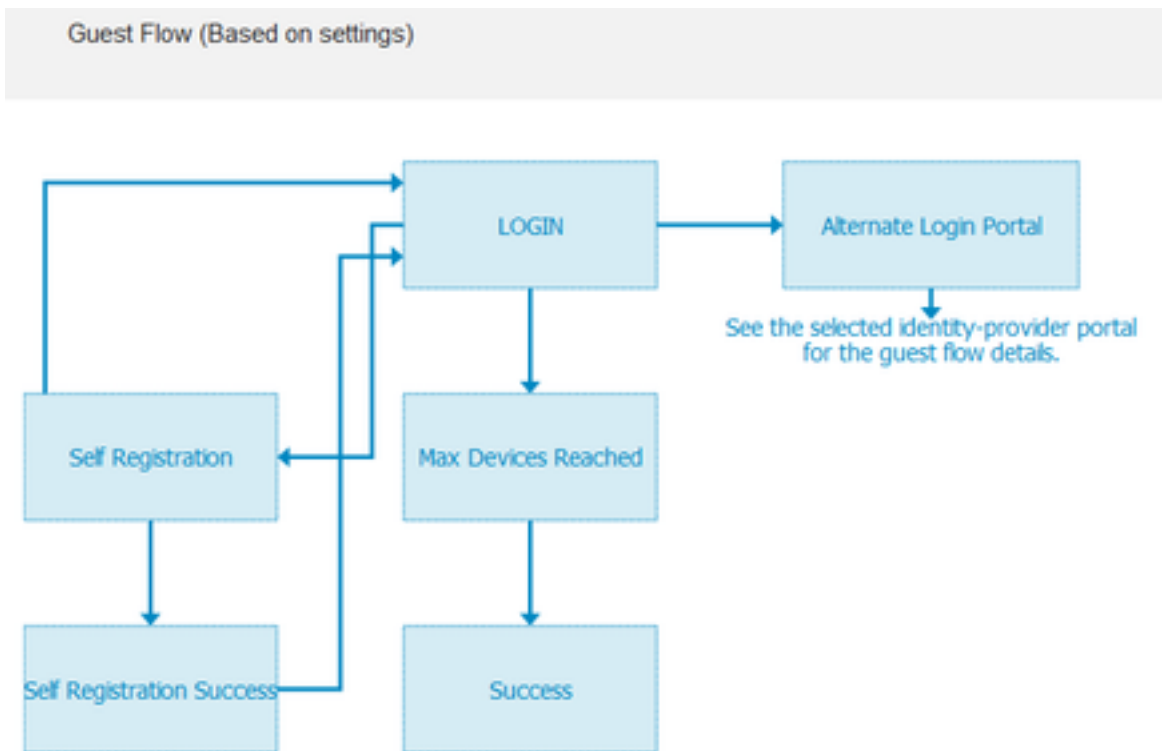 Guest Flow (Based on settings)
LOGIN
Alternate Login Portal
See the selected identity-provider portal
for the guest flow details.
Self Registration
Max Devices Reached
Self Registration Success
Success